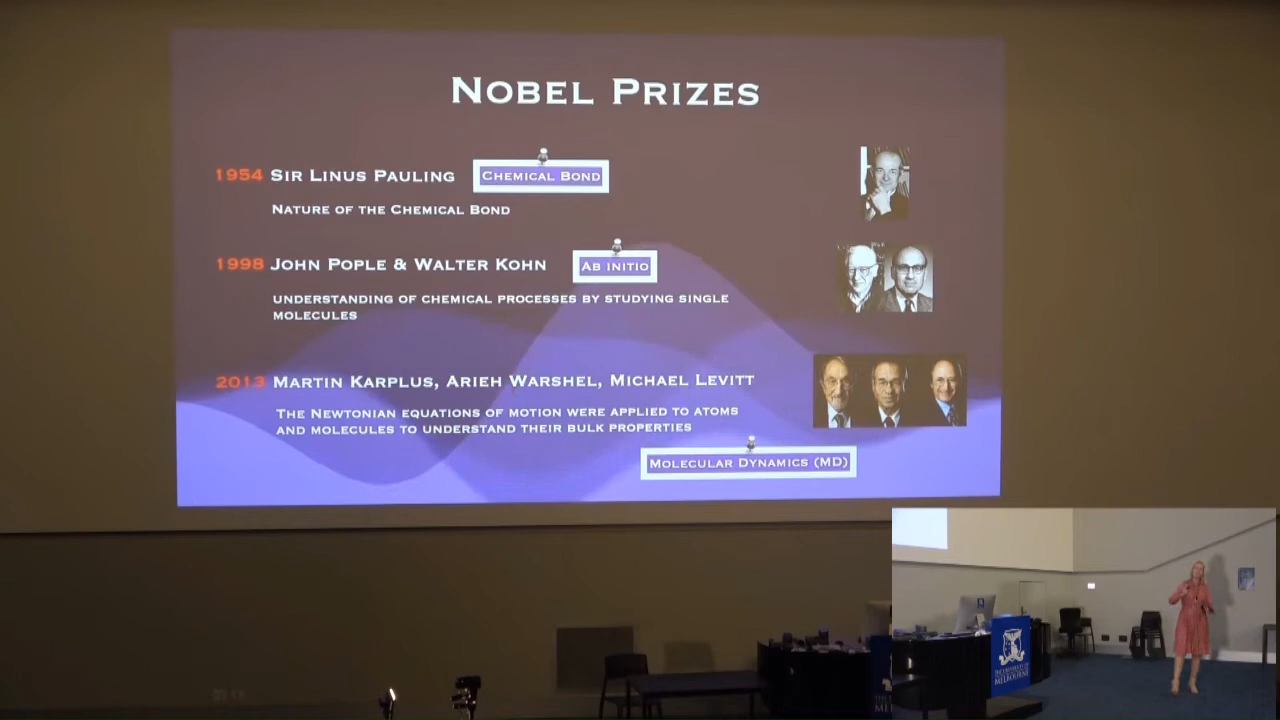 NOBEL PRIZES
1954 SIR LINUS PAULING CHEMICAL BOND
NATURE OF THE CHEMICAL BOND
1998 JOHN POPLE & WALTER KOHN AB INITIO
UNDERSTANDING OF CHEMICAL PROCESSES BY STUDYING SINGLE
MOLECULES
2013 MARTIN KARPLUS, ARIEH WARSHEL, MICHAEL LEVITT
THE NEWTONIAN EQUATIONS OF MOTION WERE APPLIED TO ATOMS
AND MOLECULES TO UNDERSTAND THEIR BULK PROPERTIES
MOLECULAR DYNAMICS (MD)
MELBOURNE